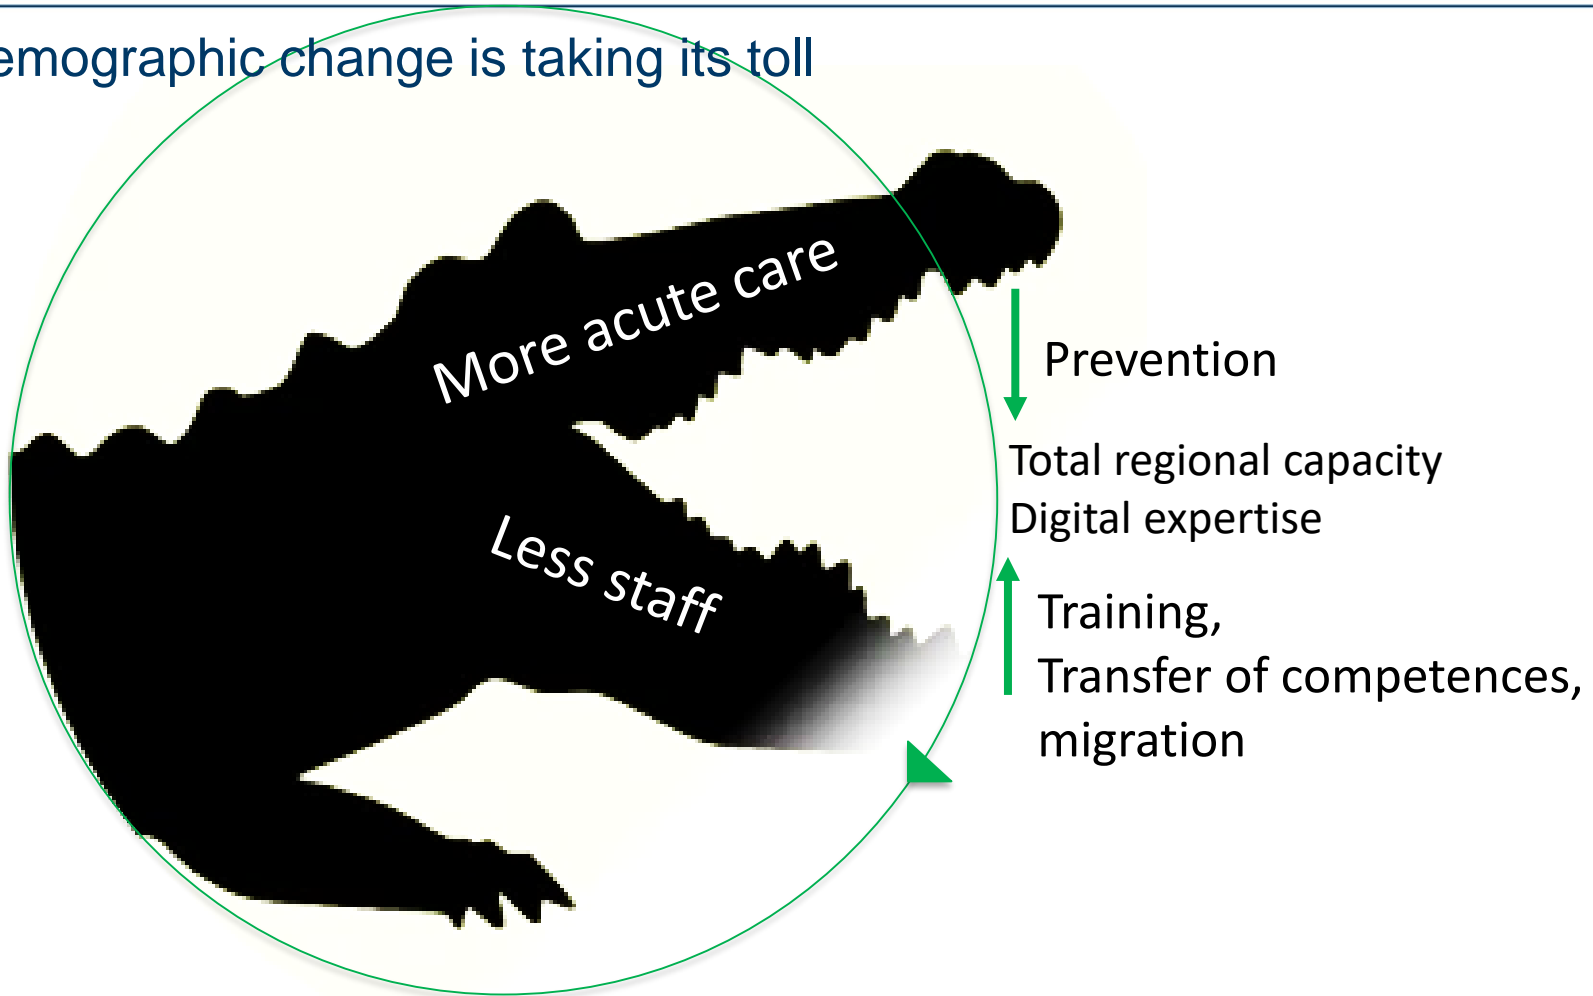 emographic change is taking its toll
More acute care
Prevention
Total regional capacity
Digital expertise
Less staff
Training,
Transfer of competences,
migration